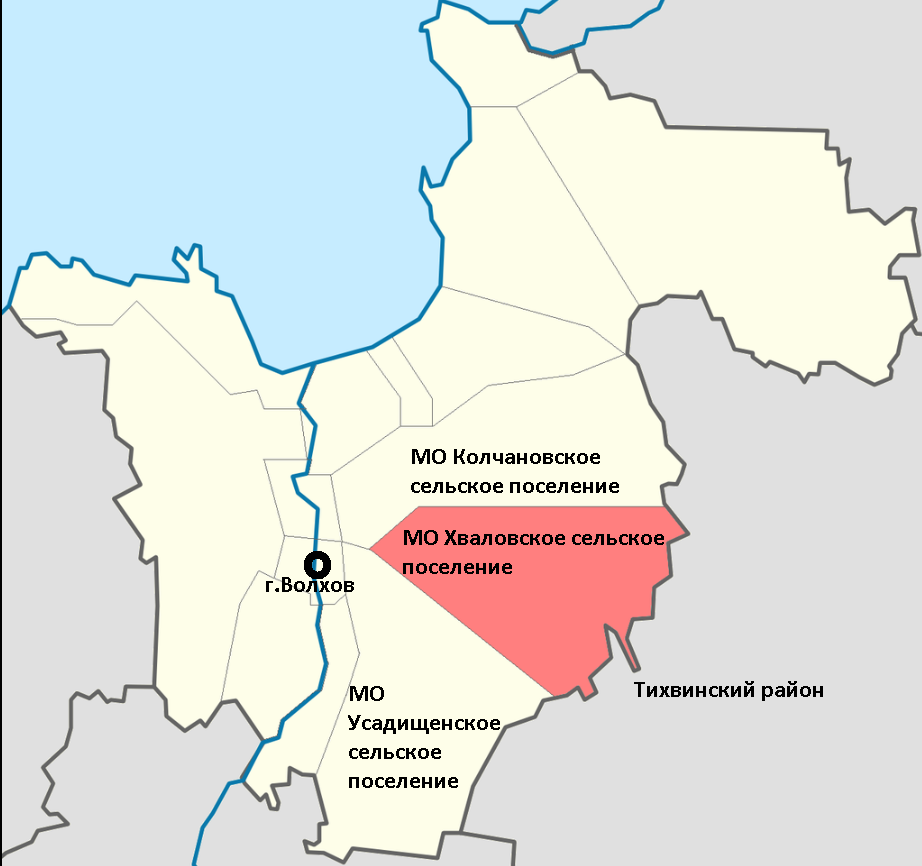 МО Колчановское
сельское поселение
МО Хваловское сельское
поселение
г.Волхов
МО
Усадищенское
сельское
поселение
Тихвинский район